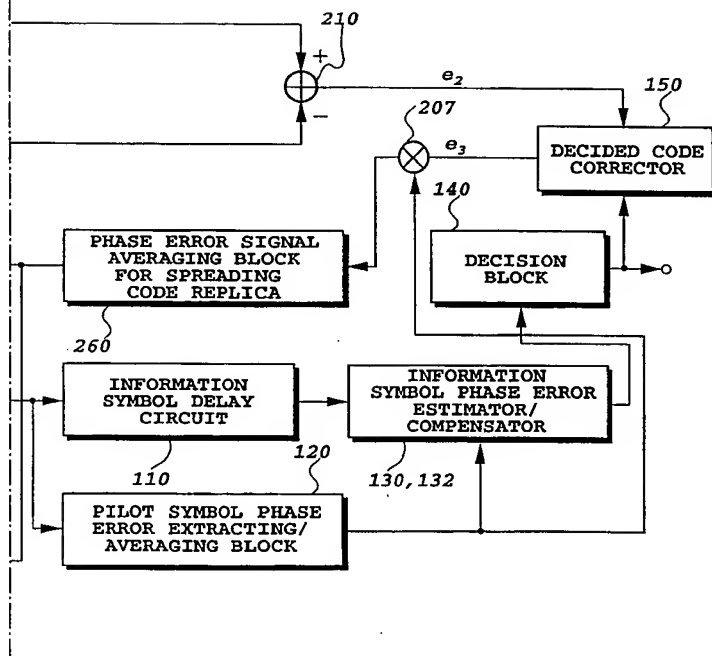 210
+
e2
150
−
207
e3
DECIDED CODE
CORRECTOR
140
PHASE ERROR SIGNAL
AVERAGING BLOCK
FOR SPREADING
CODE REPLICA
DECISION
BLOCK
260
INFORMATION
SYMBOL DELAY
CIRCUIT
INFORMATION
SYMBOL PHASE ERROR
ESTIMATOR/
COMPENSATOR
110
120
130,132
PILOT SYMBOL PHASE
ERROR EXTRACTING/
AVERAGING BLOCK